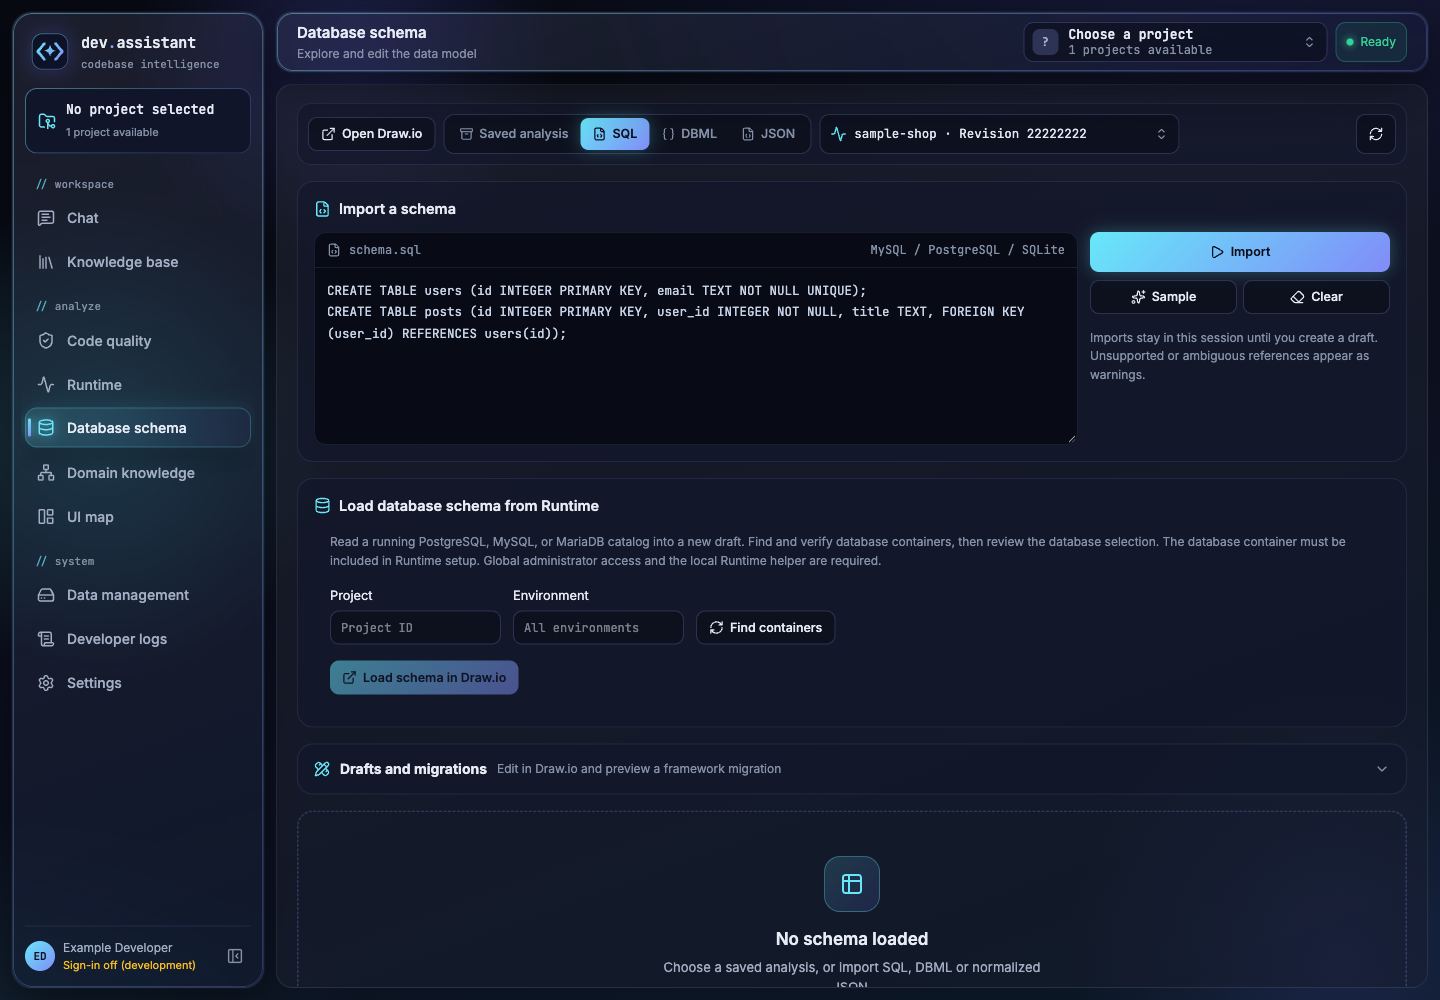 dev.assistant
codebase intelligence
No project selected
1 project available
// workspace
Chat
Knowledge base
// analyze
Code quality
Runtime
Database schema
Domain knowledge
UI map
// system
Data management
Developer logs
Settings
ED
Example Developer
Sign-in off (development)
Database schema
Explore and edit the data model
?
Choose a project
1 projects available
Ready
Open Draw.io
Saved analysis
SQL
DBML
JSON
sample-shop · Revision 22222222
Import a schema
schema.sql
MySQL / PostgreSQL / SQLite
CREATE TABLE users (id INTEGER PRIMARY KEY, email TEXT NOT NULL UNIQUE);
CREATE TABLE posts (id INTEGER PRIMARY KEY, user_id INTEGER NOT NULL, title TEXT, FOREIGN KEY
(user_id) REFERENCES users(id));
Import
Sample
Clear
Imports stay in this session until you create a draft.
Unsupported or ambiguous references appear as
warnings.
Load database schema from Runtime
Read a running PostgreSQL, MySQL, or MariaDB catalog into a new draft. Find and verify database containers, then review the database selection. The database container must be
included in Runtime setup. Global administrator access and the local Runtime helper are required.
Project
Environment
Project ID
All environments
Find containers
Load schema in Draw.io
Drafts and migrations
Edit in Draw.io and preview a framework migration
No schema loaded
Choose a saved analysis, or import SQL, DBML or normalized
JSON